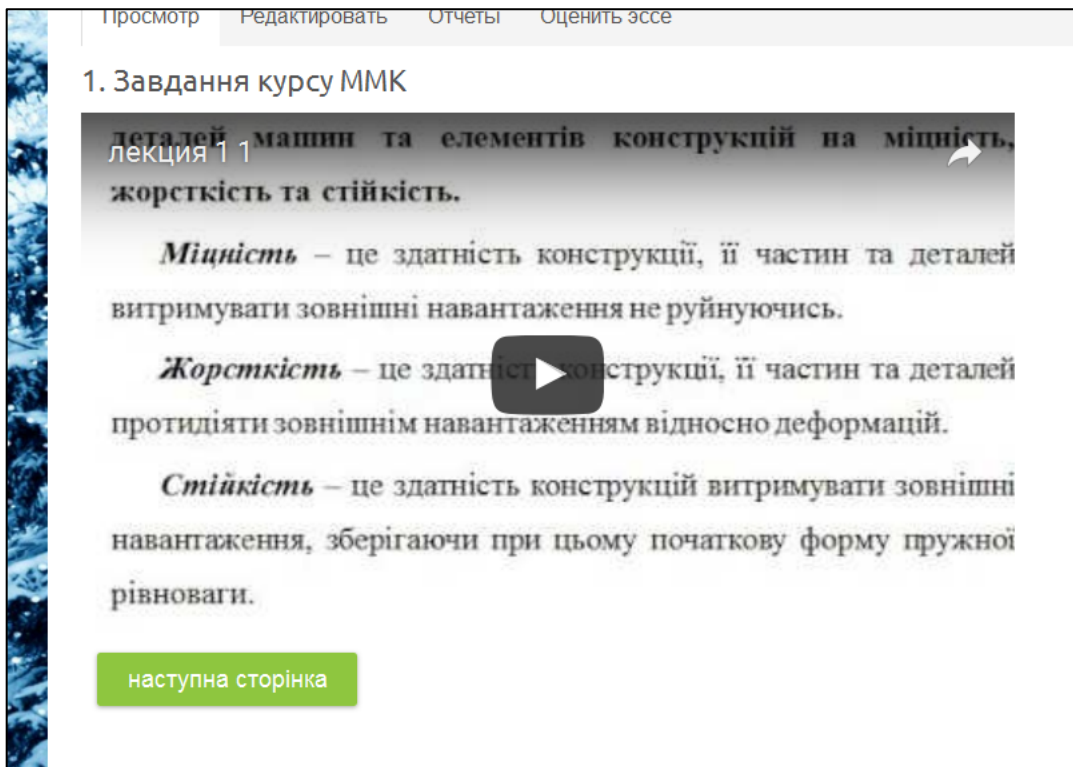 Просмотр Редактировать Отчеты Оценить эссе
1. Завдання курсу ММК
деталей машин та елементів конструкцій на міцність,
лекция 1 1
жорсткість та стійкість.
Міцність – це здатність конструкції, її частин та деталей
витримувати зовнішні навантаження не руйнуючись.
Жорсткість – це здатність конструкції, її частин та деталей
протидіяти зовнішнім навантаженням відносно деформацій.
Стійкість – це здатність конструкцій витримувати зовнішні
навантаження, зберігаючи при цьому початкову форму пружної
рівноваги.
наступна сторінка